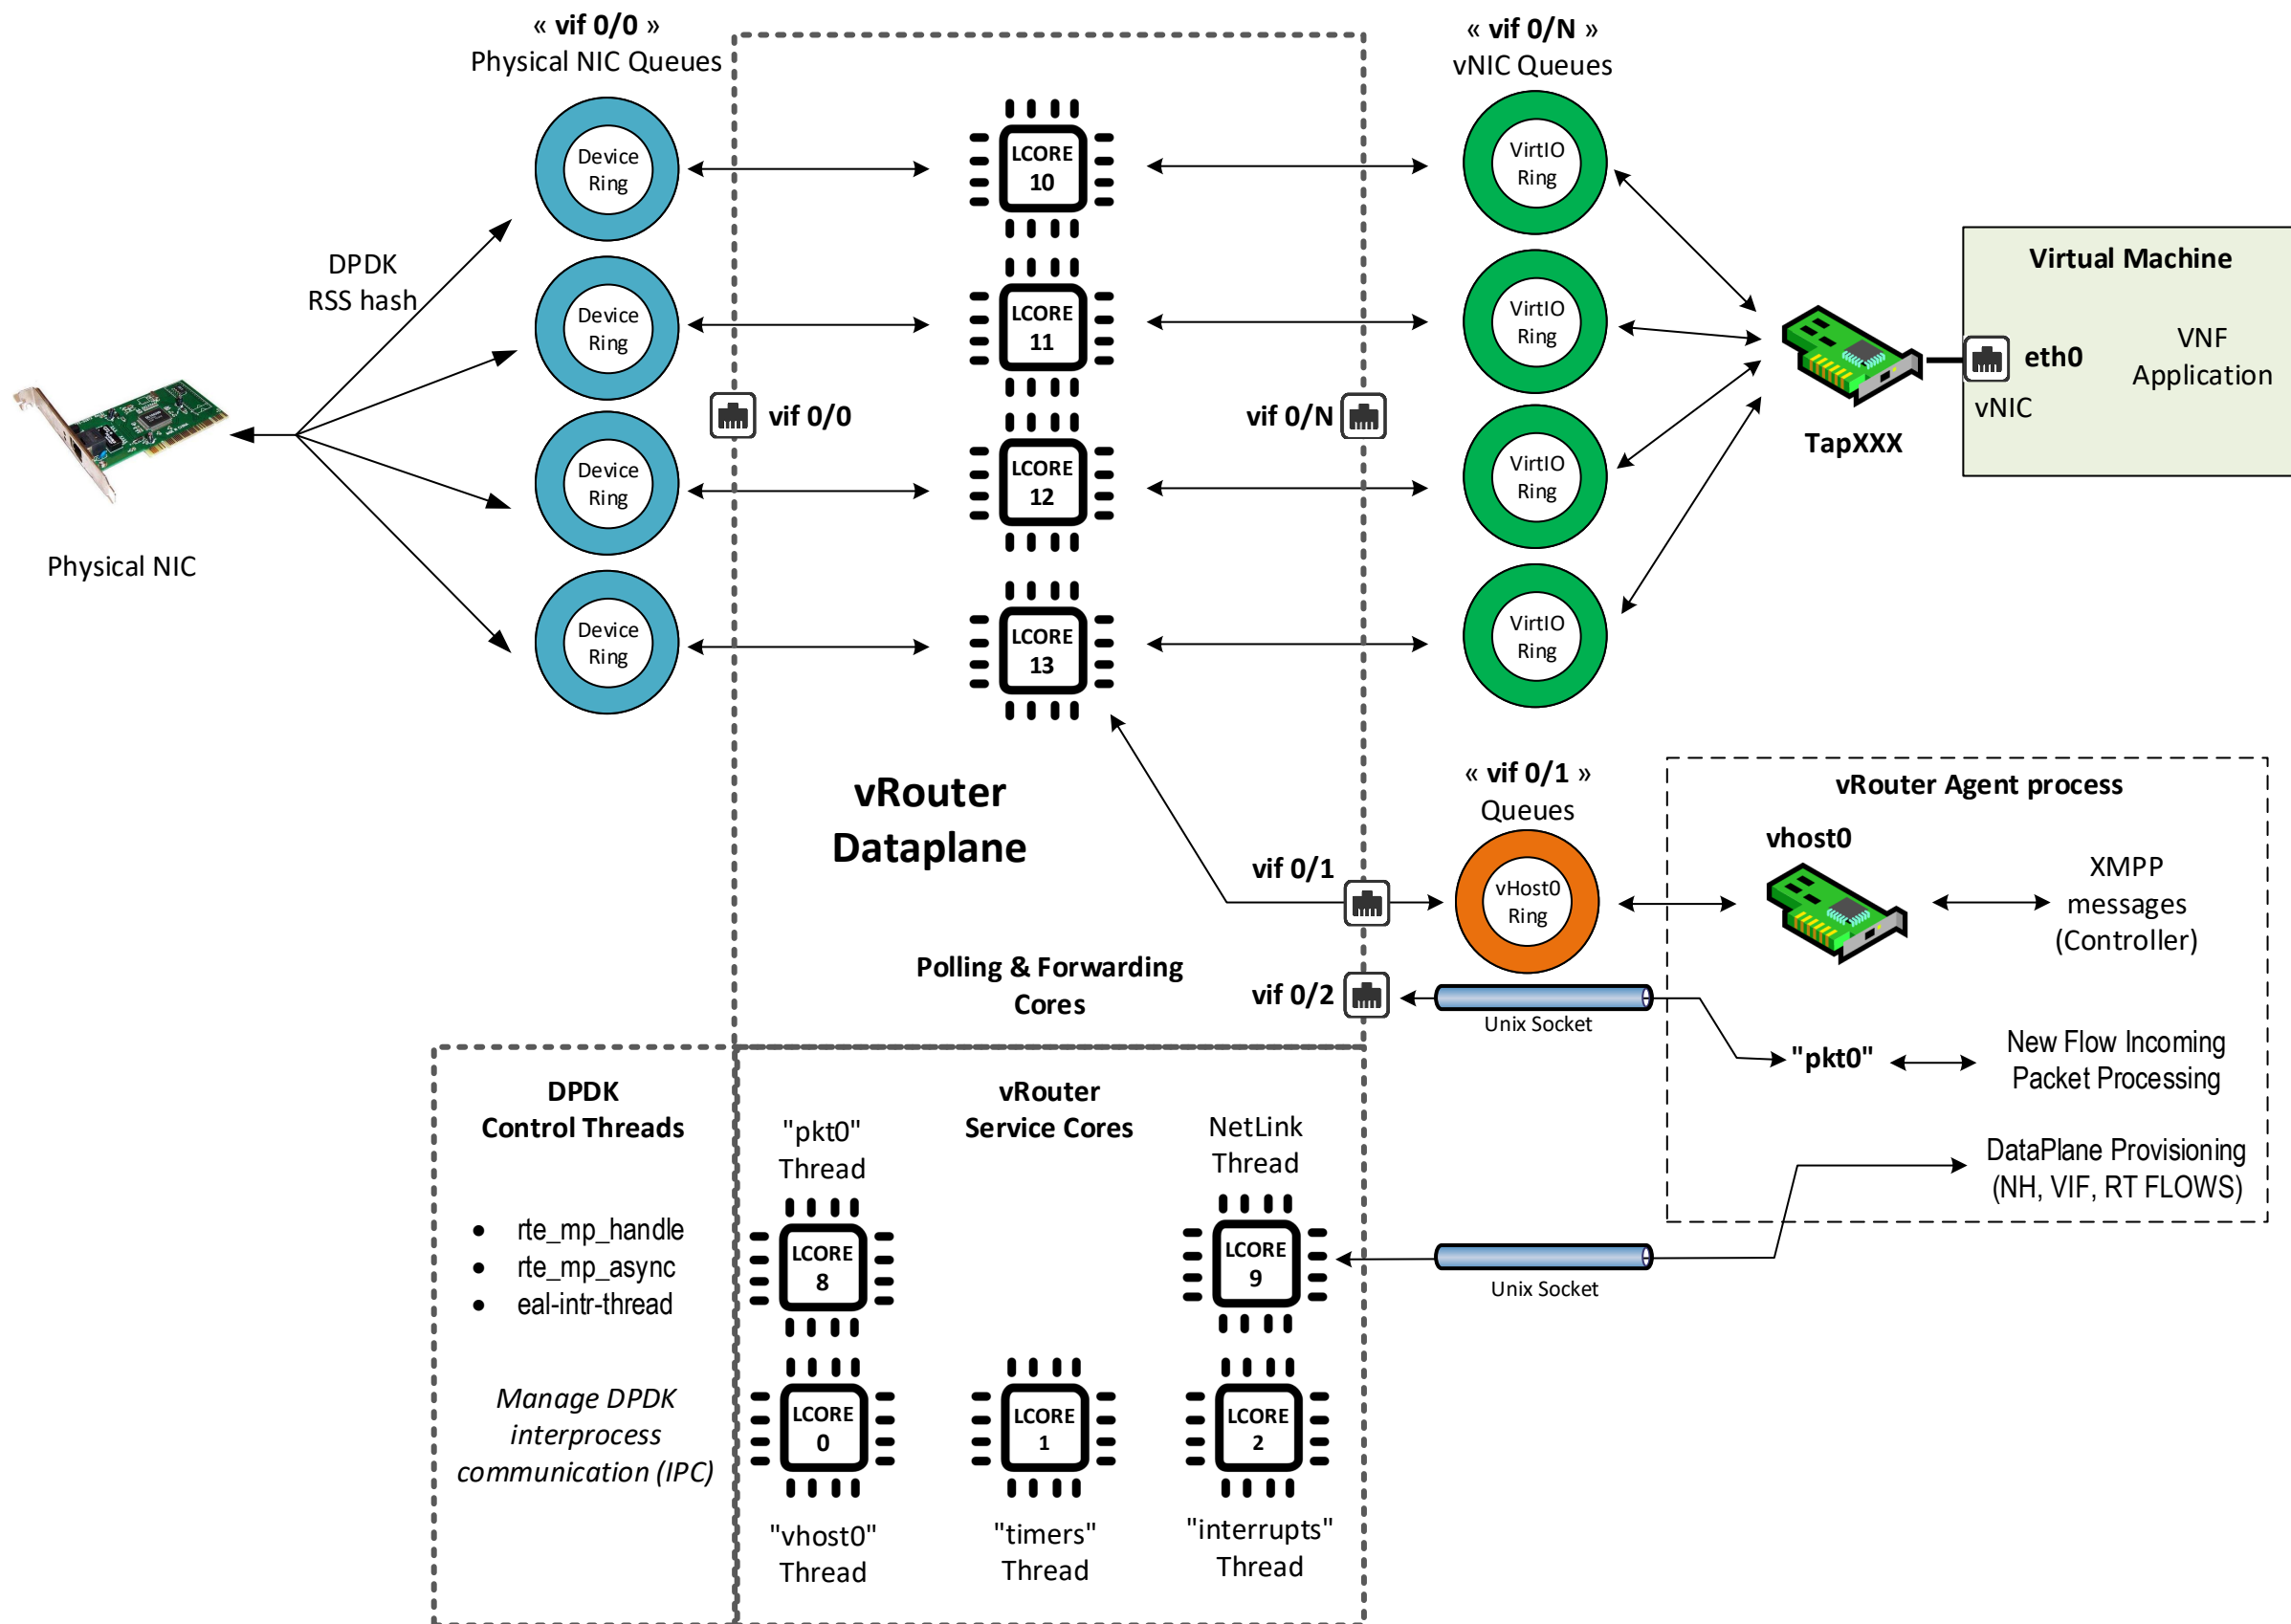 « vif 0/0 »
Physical NIC Queues
« vif 0/N »
vNIC Queues
Device
Ring
LCORE
10
VirtIO
Ring
DPDK
RSS hash
Device
Ring
LCORE
11
VirtIO
Ring
Virtual Machine
eth0
vNIC
VNF
Application
vif 0/0
vif 0/N
TapXXX
Device
Ring
LCORE
12
VirtIO
Ring
Physical NIC
Device
Ring
LCORE
13
VirtIO
Ring
vRouter
Dataplane
« vif 0/1 »
Queues
vRouter Agent process
vhost0
vif 0/1
vHost0
Ring
XMPP
messages
(Controller)
Polling & Forwarding
Cores
vif 0/2
Unix Socket
"pkt0"
New Flow Incoming
Packet Processing
DataPlane Provisioning
(NH, VIF, RT FLOWS)
DPDK
Control Threads
• rte_mp_handle
• rte_mp_async
• eal-intr-thread
Manage DPDK
interprocess
communication (IPC)
vRouter
Service Cores
"pkt0"
Thread
NetLink
Thread
LCORE
8
LCORE
9
Unix Socket
LCORE
0
LCORE
1
LCORE
2
"vhost0"
Thread
"timers"
Thread
"interrupts"
Thread